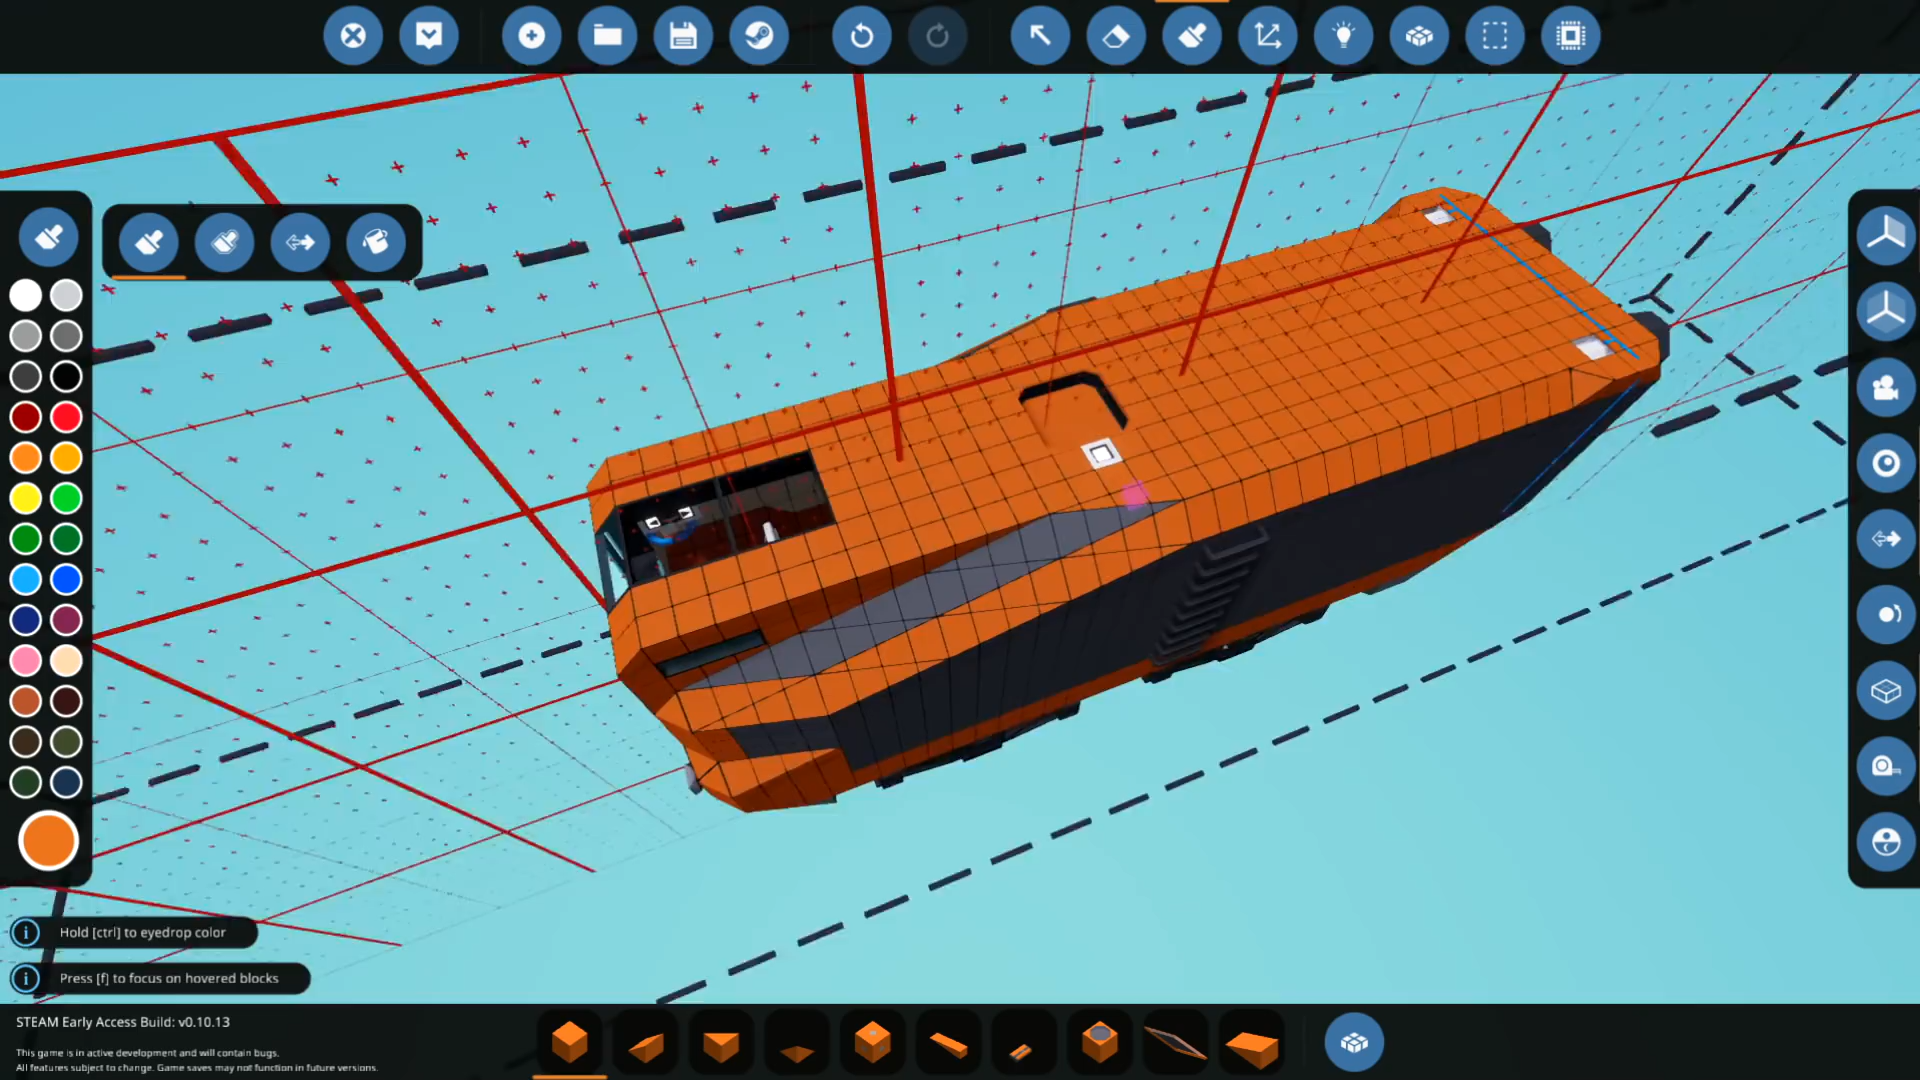 Hold [ctrl] to eyedrop color
Press [f] to focus on hovered blocks
STEAM Early Access Build: v0.10.13
This game is in active development and will contain bugs.
All features subject to change. Game saves may not function in future versions.